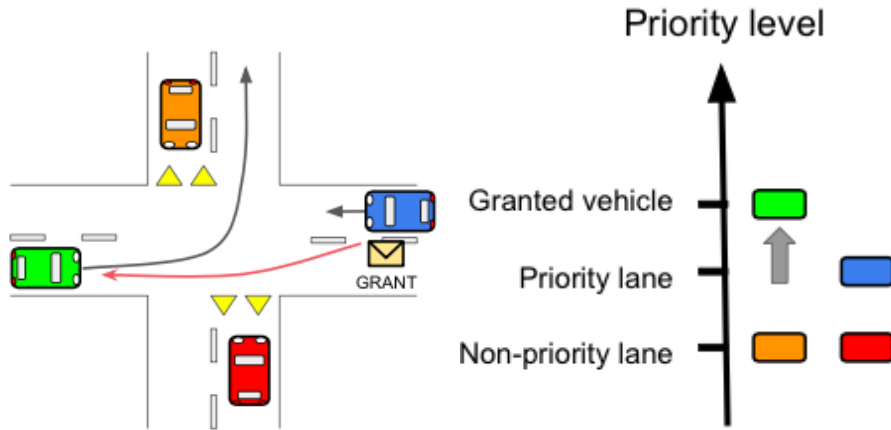 Priority level
Granted vehicle
GRANT
Priority lane
Non-priority lane